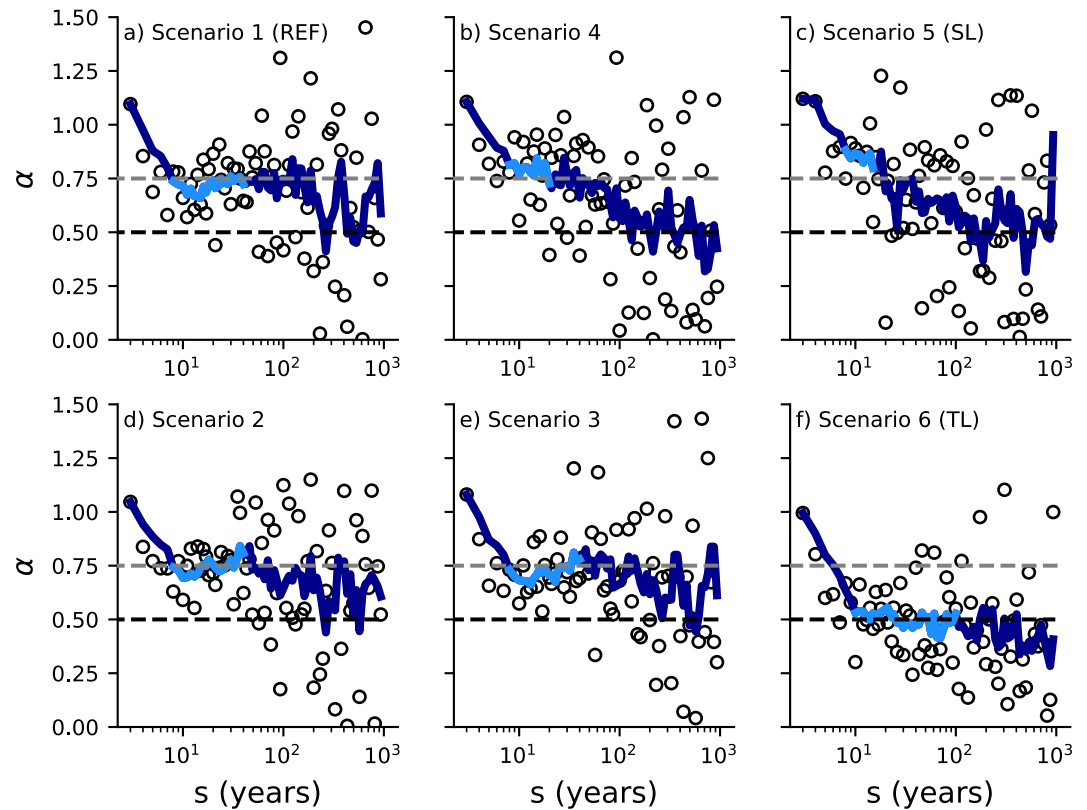 a) Scenario 1 (REF)
b) Scenario 4
c) Scenario 5 (SL)
1.50
1.25
1.00
0.75
0.50
0.25
0.00
α
10¹ 10² 10³
10¹ 10² 10³
10¹ 10² 10³
d) Scenario 2
e) Scenario 3
f) Scenario 6 (TL)
1.50
1.25
1.00
0.75
0.50
0.25
0.00
α
10¹ 10² 10³
10¹ 10² 10³
10¹ 10² 10³
s (years)
s (years)
s (years)